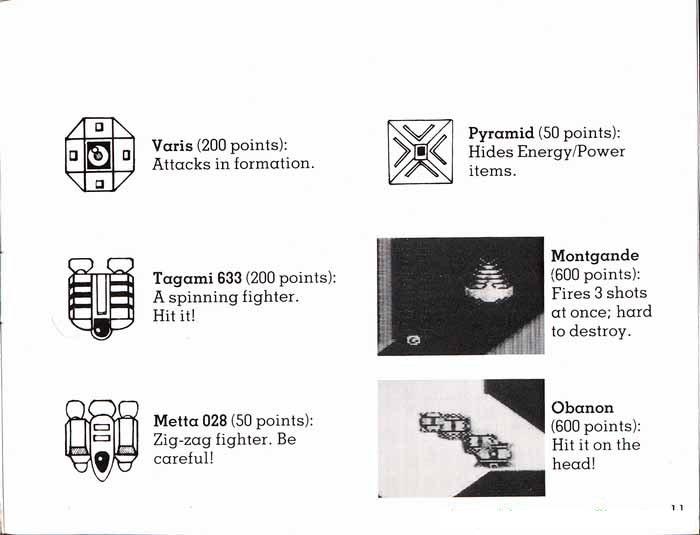 Varis (200 points):
Attacks in formation.
Tagami 633 (200 points):
A spinning fighter.
Hit it!
Metta 028 (50 points):
Zig-zag fighter. Be
careful!
Pyramid (50 points):
Hides Energy/Power
items.
Montgande
(600 points):
Fires 3 shots
at once; hard
to destroy.
Obanon
(600 points):
Hit it on the
head!
11